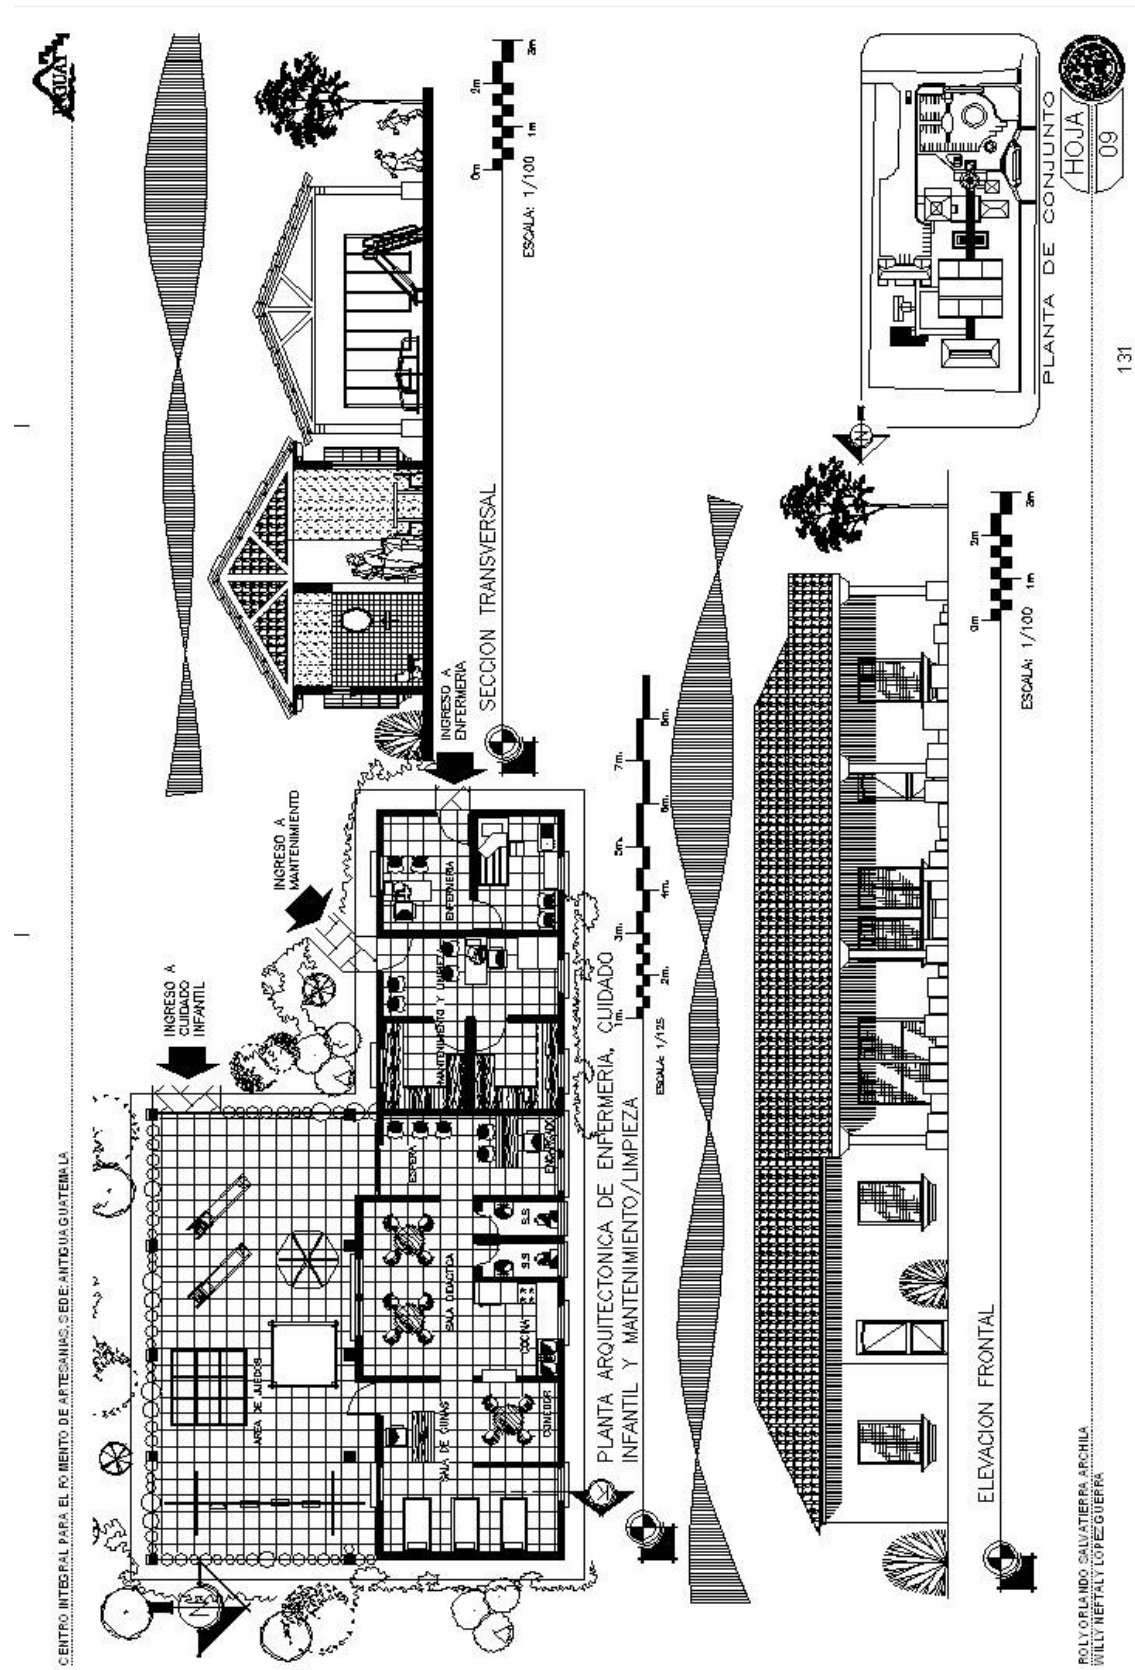 CENTRO INTEGRAL PARA EL FOMENTO DE ARTESANIAS, SEDE: ANTIGUA GUATEMALA
INGRESO A
CUIDADO
INFANTIL
INGRESO A
MANTENIMIENTO
INGRESO A
ENFERMERIA
AREA DE JUEGOS
SALA DE CUNAS
COMEDOR
COCINA
SALA DIDACTICA
S.S
S.S
ESPERA
ENCARGADO
MANTENIMIENTO Y LIMPIEZA
ENFERMERIA
N
PLANTA ARQUITECTONICA DE ENFERMERIA, CUIDADO
INFANTIL Y MANTENIMIENTO/LIMPIEZA
ESCALA: 1/125
1m.
2m.
3m.
4m.
5m.
6m.
7m.
8m.
SECCION TRANSVERSAL
ESCALA: 1/100
0m
1m
2m
3m
ELEVACION FRONTAL
ESCALA: 1/100
0m
1m
2m
3m
N
PLANTA DE CONJUNTO
HOJA
09
131
ROLY ORLANDO SALVATIERRA ARCHILA
WILLY NEFTALY LOPEZ GUERRA